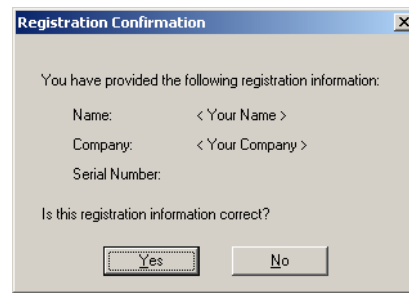 Registration Confirmation
You have provided the following registration information:
Name: < Your Name >
Company: < Your Company >
Serial Number:
Is this registration information correct?
Yes No